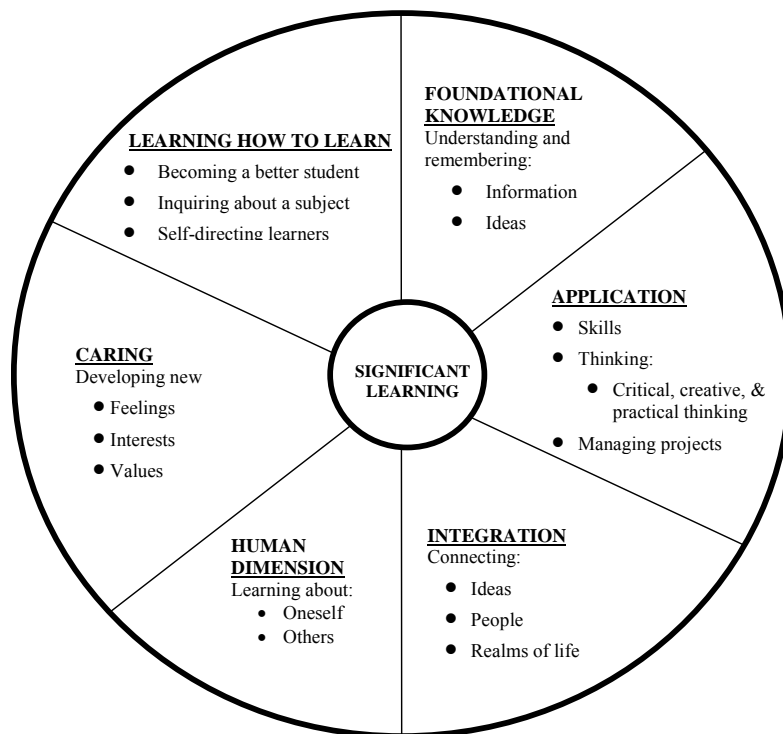 FOUNDATIONAL
KNOWLEDGE
Understanding and
remembering:
● Information
● Ideas
APPLICATION
● Skills
● Thinking:
● Critical, creative, &
practical thinking
● Managing projects
INTEGRATION
Connecting:
● Ideas
● People
● Realms of life
HUMAN
DIMENSION
Learning about:
• Oneself
• Others
CARING
Developing new
● Feelings
● Interests
● Values
LEARNING HOW TO LEARN
● Becoming a better student
● Inquiring about a subject
● Self-directing learners
SIGNIFICANT
LEARNING